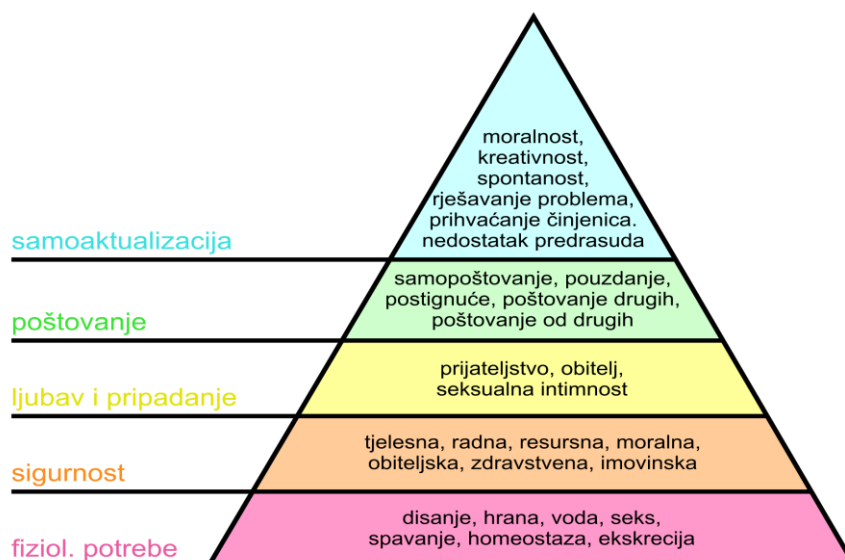 moralnost,
kreativnost,
spontanost,
rješavanje problema,
prihvaćanje činjenica.
nedostatak predrasuda
samoaktualizacija
samopoštovanje, pouzdanje,
postignuće, poštovanje drugih,
poštovanje od drugih
poštovanje
prijateljstvo, obitelj,
seksualna intimnost
ljubav i pripadanje
tjelesna, radna, resursna, moralna,
obiteljska, zdravstvena, imovinska
sigurnost
disanje, hrana, voda, seks,
spavanje, homeostaza, ekskrecija
fiziol. potrebe